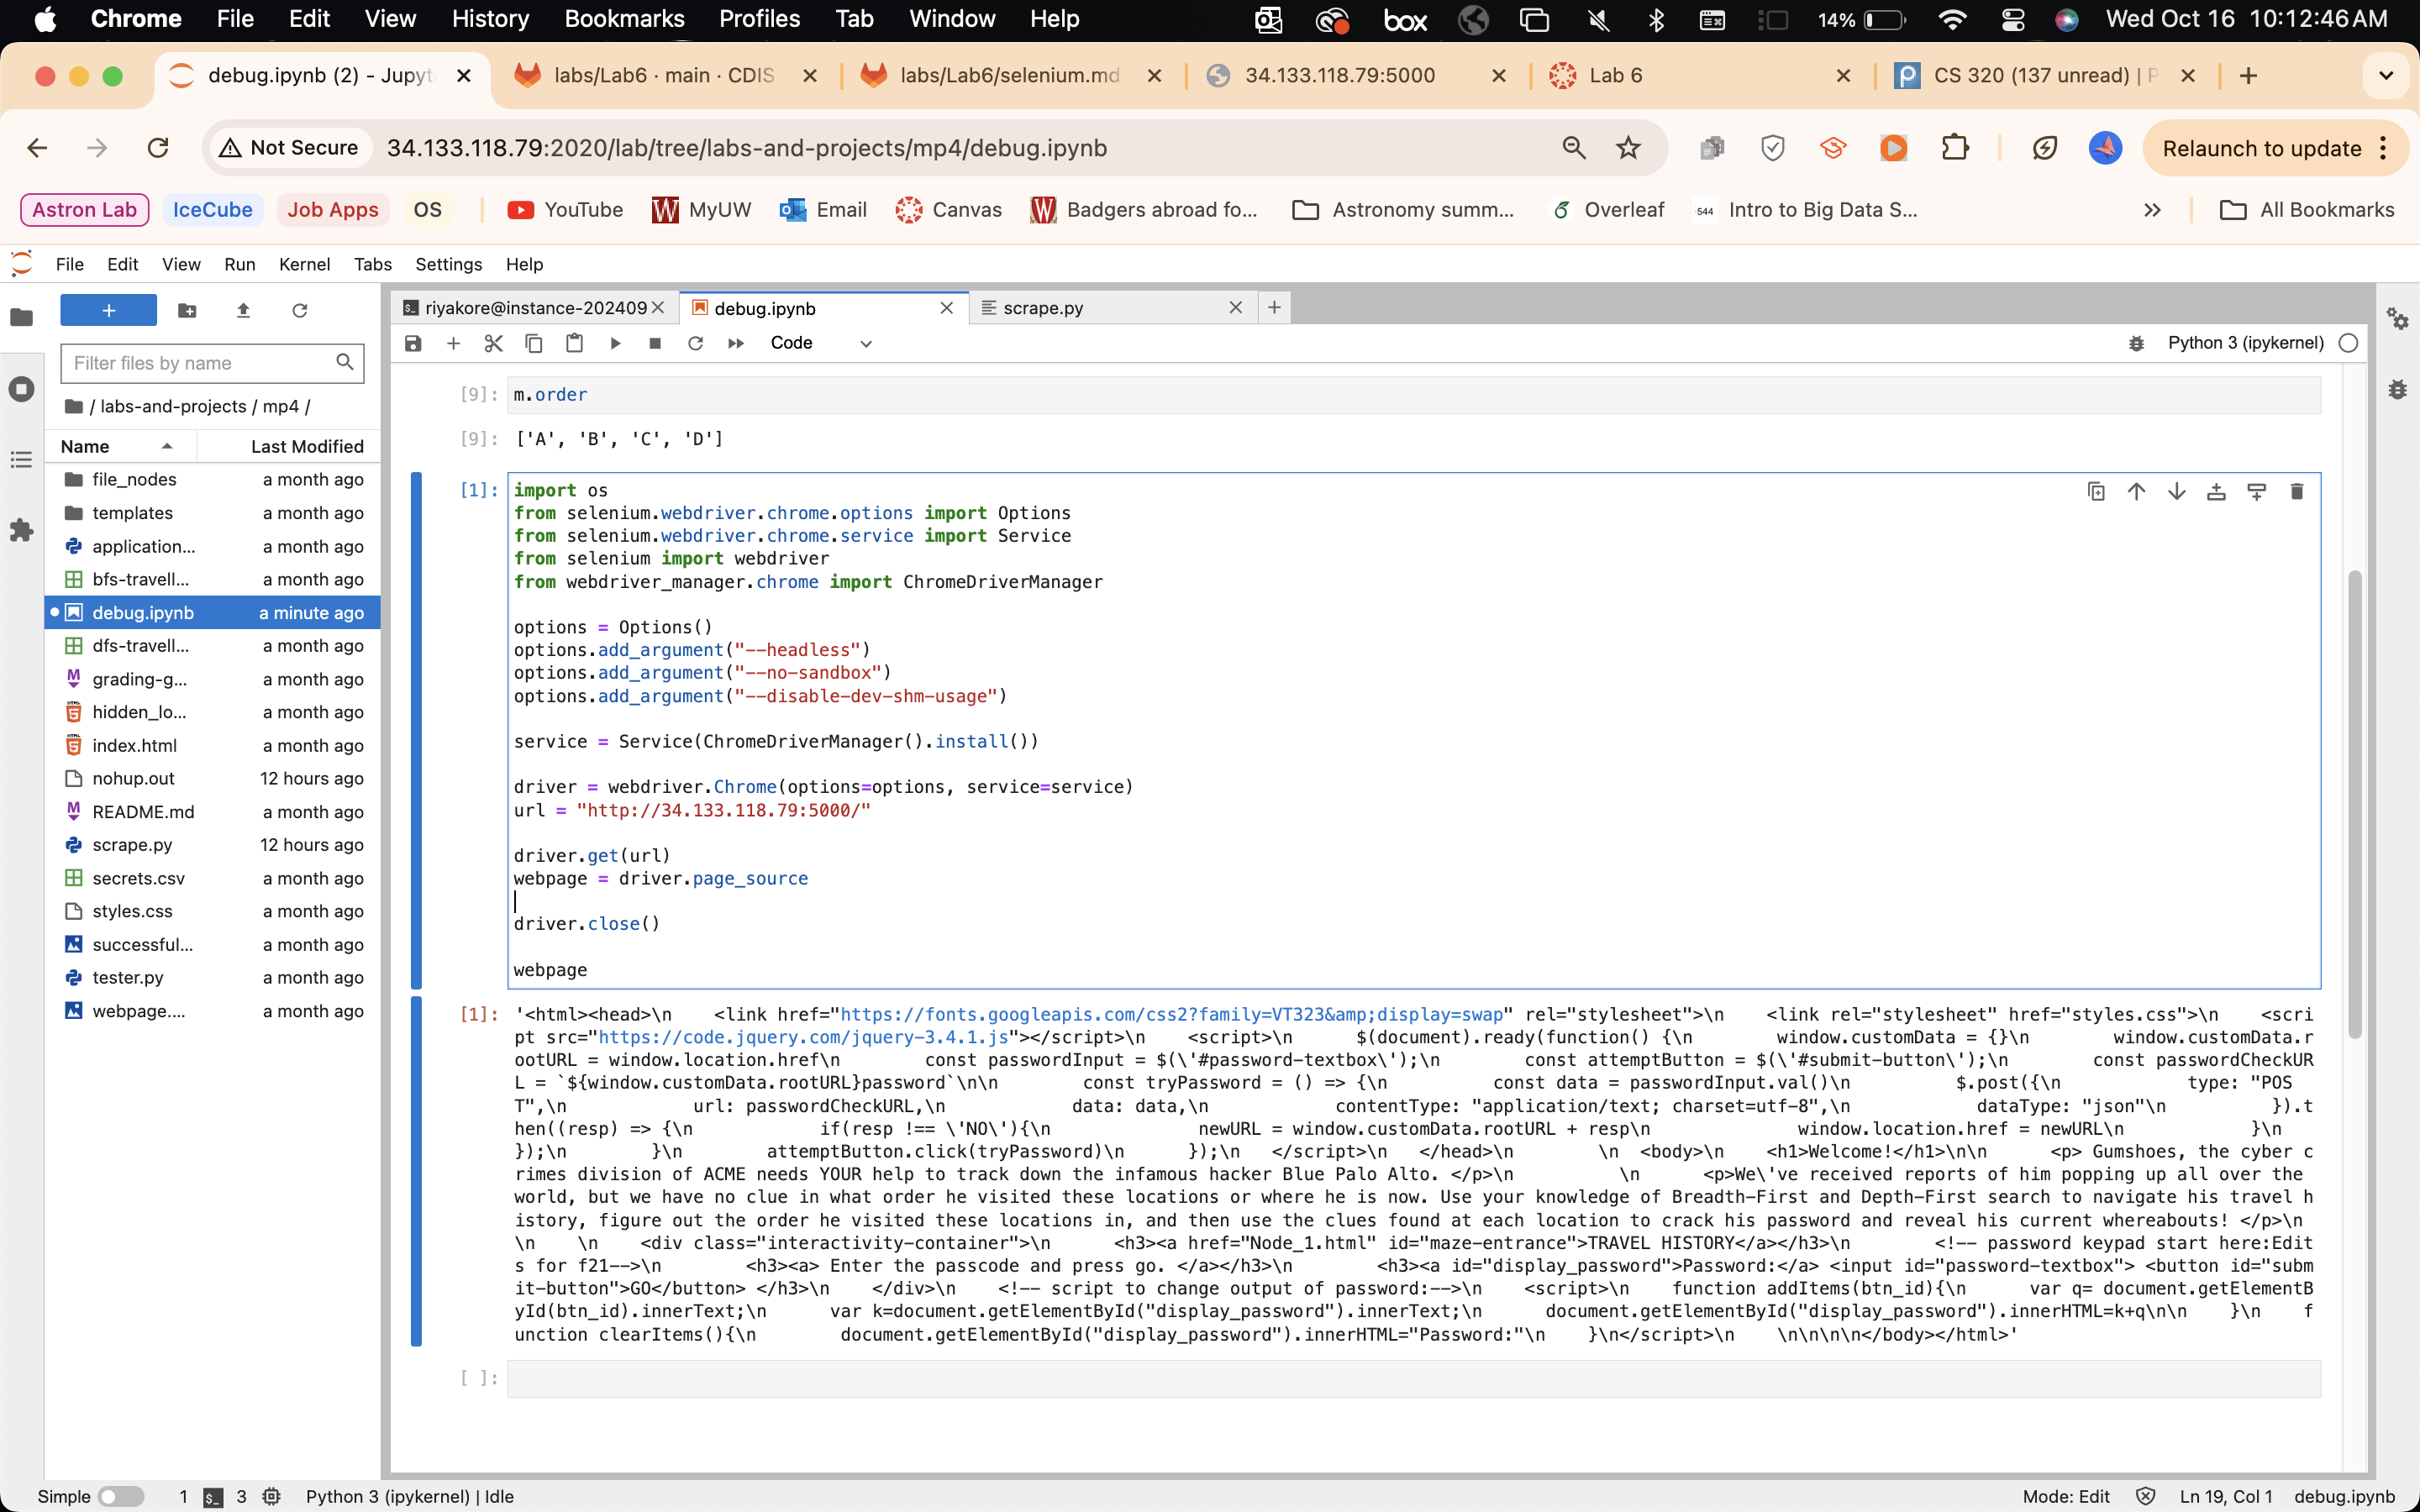 Chrome File Edit View History Bookmarks Profiles Tab Window Help box 14% Wed Oct 16 10:12:46 AM
debug.ipynb (2) - Jupyt labs/Lab6 · main · CDIS labs/Lab6/selenium.md 34.133.118.79:5000 Lab 6 CS 320 (137 unread) | P
Not Secure 34.133.118.79:2020/lab/tree/labs-and-projects/mp4/debug.ipynb Relaunch to update
Astron Lab IceCube Job Apps OS YouTube MyUW Email Canvas Badgers abroad fo... Astronomy summ... Overleaf 544 Intro to Big Data S... All Bookmarks
File Edit View Run Kernel Tabs Settings Help
riyakore@instance-202409 debug.ipynb scrape.py
Code Python 3 (ipykernel)
Filter files by name
/ labs-and-projects / mp4 /
Name Last Modified
file_nodes a month ago
templates a month ago
application... a month ago
bfs-travell... a month ago
debug.ipynb a minute ago
dfs-travell... a month ago
grading-g... a month ago
hidden_lo... a month ago
index.html a month ago
nohup.out 12 hours ago
README.md a month ago
scrape.py 12 hours ago
secrets.csv a month ago
styles.css a month ago
successful... a month ago
tester.py a month ago
webpage.... a month ago
[9]: m.order
[9]: ['A', 'B', 'C', 'D']
[1]: import os
from selenium.webdriver.chrome.options import Options
from selenium.webdriver.chrome.service import Service
from selenium import webdriver
from webdriver_manager.chrome import ChromeDriverManager
options = Options()
options.add_argument("--headless")
options.add_argument("--no-sandbox")
options.add_argument("--disable-dev-shm-usage")
service = Service(ChromeDriverManager().install())
driver = webdriver.Chrome(options=options, service=service)
url = "http://34.133.118.79:5000/"
driver.get(url)
webpage = driver.page_source
driver.close()
webpage
[1]: '<html><head>\n    <link href="https://fonts.googleapis.com/css2?family=VT323&amp;display=swap" rel="stylesheet">\n    <link rel="stylesheet" href="styles.css">\n    <scri
pt src="https://code.jquery.com/jquery-3.4.1.js"></script>\n    <script>\n        $(document).ready(function() {\n        window.customData = {}\n        window.customData.r
ootURL = window.location.href\n        const passwordInput = $(\'#password-textbox\');\n        const attemptButton = $(\'#submit-button\');\n        const passwordCheckUR
L = `${window.customData.rootURL}password`\n\n        const tryPassword = () => {\n            const data = passwordInput.val()\n            $.post({\n            type: "POS
T",\n            url: passwordCheckURL,\n            data: data,\n            contentType: "application/text; charset=utf-8",\n            dataType: "json"\n            }).t
hen((resp) => {\n            if(resp !== \'NO\'){\n                newURL = window.customData.rootURL + resp\n                window.location.href = newURL\n            }\n
});\n        }\n        attemptButton.click(tryPassword)\n        });\n    </script>\n    </head>\n        \n  <body>\n    <h1>Welcome!</h1>\n\n        <p> Gumshoes, the cyber c
rimes division of ACME needs YOUR help to track down the infamous hacker Blue Palo Alto. </p>\n        \n        <p>We\'ve received reports of him popping up all over the
world, but we have no clue in what order he visited these locations or where he is now. Use your knowledge of Breadth-First and Depth-First search to navigate his travel h
istory, figure out the order he visited these locations in, and then use the clues found at each location to crack his password and reveal his current whereabouts! </p>\n
\n    \n    <div class="interactivity-container">\n        <h3><a href="Node_1.html" id="maze-entrance">TRAVEL HISTORY</a></h3>\n        <!-- password keypad start here:Edit
s for f21-->\n        <h3><a> Enter the passcode and press go. </a></h3>\n        <h3><a id="display_password">Password:</a> <input id="password-textbox"> <button id="subm
it-button">GO</button> </h3>\n    </div>\n    <!-- script to change output of password:-->\n    <script>\n    function addItems(btn_id){\n        var q= document.getElementB
yId(btn_id).innerText;\n        var k=document.getElementById("display_password").innerText;\n        document.getElementById("display_password").innerHTML=k+q\n\n    }\n    f
unction clearItems(){\n        document.getElementById("display_password").innerHTML="Password:"\n    }\n</script>\n    \n\n\n\n</body></html>'
[ ]:
Simple 1 3 Python 3 (ipykernel) | Idle Mode: Edit Ln 19, Col 1 debug.ipynb